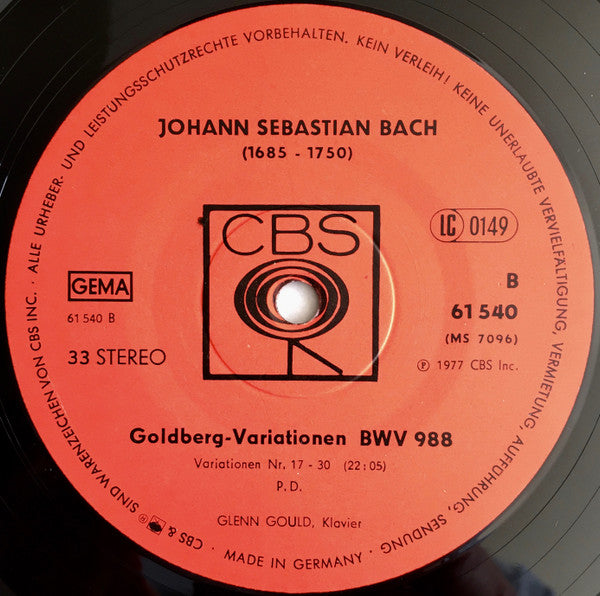 ALLE URHEBER- UND LEISTUNGSSCHUTZRECHTE VORBEHALTEN. KEIN VERLEIH! KEINE UNERLAUBTE VERVIELFÄLTIGUNG, VERMIETUNG, AUFFÜHRUNG, SENDUNG
JOHANN SEBASTIAN BACH
(1685 - 1750)
CBS
LC 0149
GEMA
B
61 540 B
61 540
(MS 7096)
33 STEREO
℗ 1977 CBS Inc.
Goldberg-Variationen BWV 988
Variationen Nr. 17 - 30 (22:05)
P.D.
GLENN GOULD, Klavier
· MADE IN GERMANY ·
CBS & ® SIND WARENZEICHEN VON CBS INC. ·